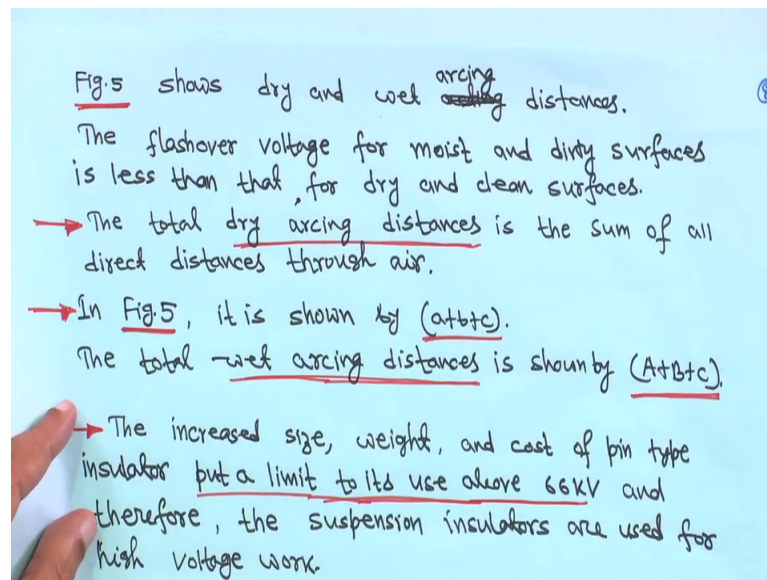 Fig.5 shows dry and wet arcing distances.
The flashover voltage for moist and dirty surfaces
is less than that, for dry and clean surfaces.
→ The total dry arcing distances is the sum of all
direct distances through air.
→ In Fig.5, it is shown by (a+b+c).
The total wet arcing distances is shown by (A+B+C).
→ The increased size, weight, and cost of pin type
insulator put a limit to its use above 66KV and
therefore, the suspension insulators are used for
high voltage work.